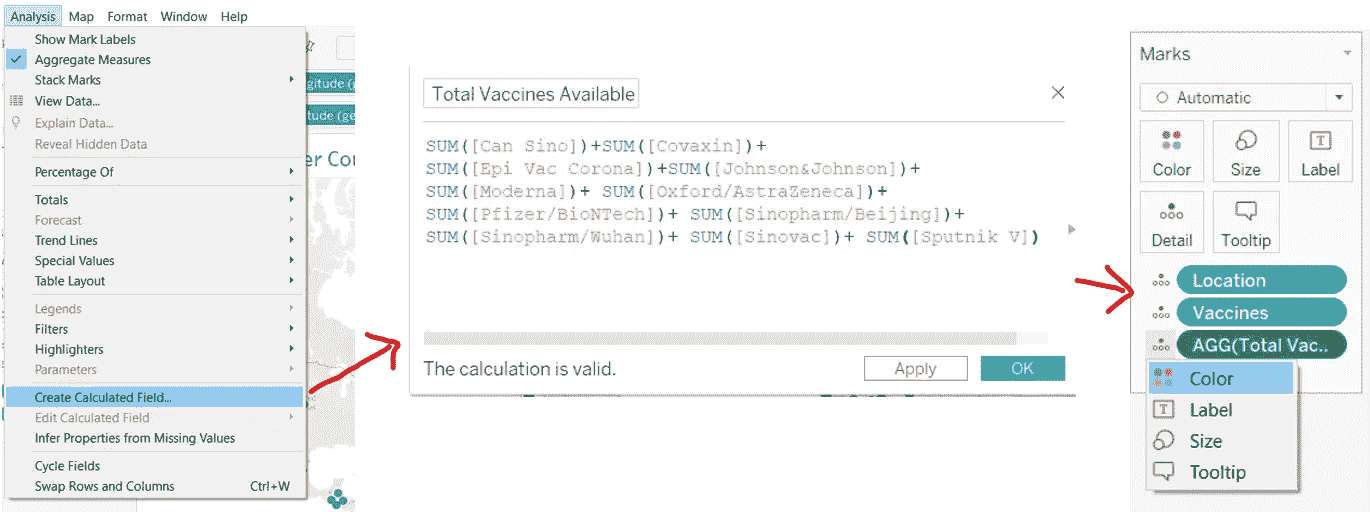 Analysis Map Format Window Help
Show Mark Labels
Aggregate Measures
Stack Marks
View Data...
Explain Data...
Reveal Hidden Data
Percentage Of
Totals
Forecast
Trend Lines
Special Values
Table Layout
Legends
Filters
Highlighters
Parameters
Create Calculated Field...
Edit Calculated Field
Infer Properties from Missing Values
Cycle Fields
Swap Rows and Columns Ctrl+W
gitude (
tude (ge
er Cor
Total Vaccines Available
SUM([Can Sino])+SUM([Covaxin])+
SUM([Epi Vac Corona])+SUM([Johnson&Johnson])+
SUM([Moderna])+ SUM([Oxford/AstraZeneca])+
SUM([Pfizer/BioNTech])+ SUM([Sinopharm/Beijing])+
SUM([Sinopharm/Wuhan])+ SUM([Sinovac])+ SUM([Sputnik V])
The calculation is valid.
Apply OK
Marks
Automatic
Color Size Label
Detail Tooltip
Location
Vaccines
AGG(Total Vac..
Color
Label
Size
Tooltip